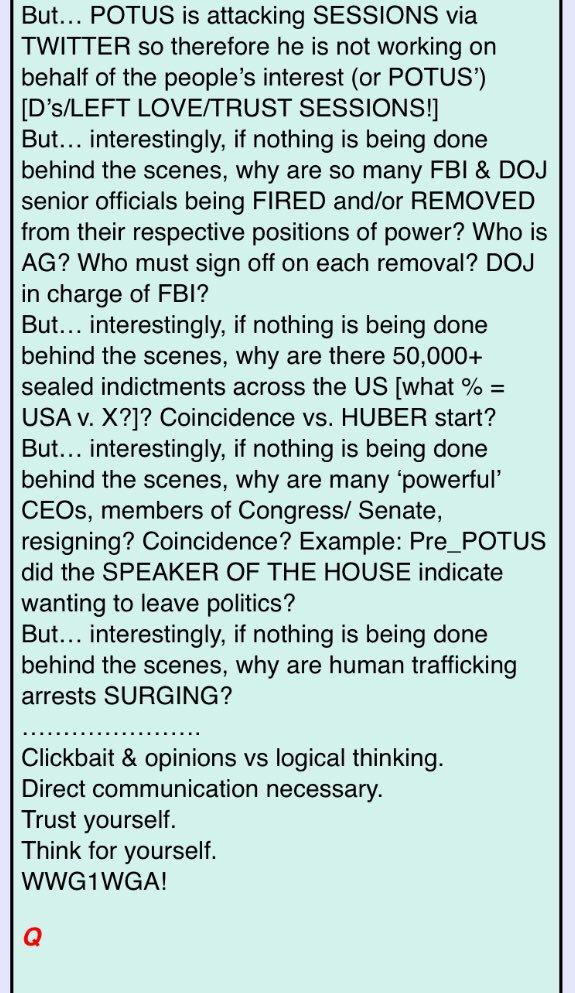 But… POTUS is attacking SESSIONS via
TWITTER so therefore he is not working on
behalf of the people’s interest (or POTUS’)
[D’s/LEFT LOVE/TRUST SESSIONS!]
But… interestingly, if nothing is being done
behind the scenes, why are so many FBI & DOJ
senior officials being FIRED and/or REMOVED
from their respective positions of power? Who is
AG? Who must sign off on each removal? DOJ
in charge of FBI?
But… interestingly, if nothing is being done
behind the scenes, why are there 50,000+
sealed indictments across the US [what % =
USA v. X?]? Coincidence vs. HUBER start?
But… interestingly, if nothing is being done
behind the scenes, why are many ‘powerful’
CEOs, members of Congress/ Senate,
resigning? Coincidence? Example: Pre_POTUS
did the SPEAKER OF THE HOUSE indicate
wanting to leave politics?
But… interestingly, if nothing is being done
behind the scenes, why are human trafficking
arrests SURGING?
………………….
Clickbait & opinions vs logical thinking.
Direct communication necessary.
Trust yourself.
Think for yourself.
WWG1WGA!
Q